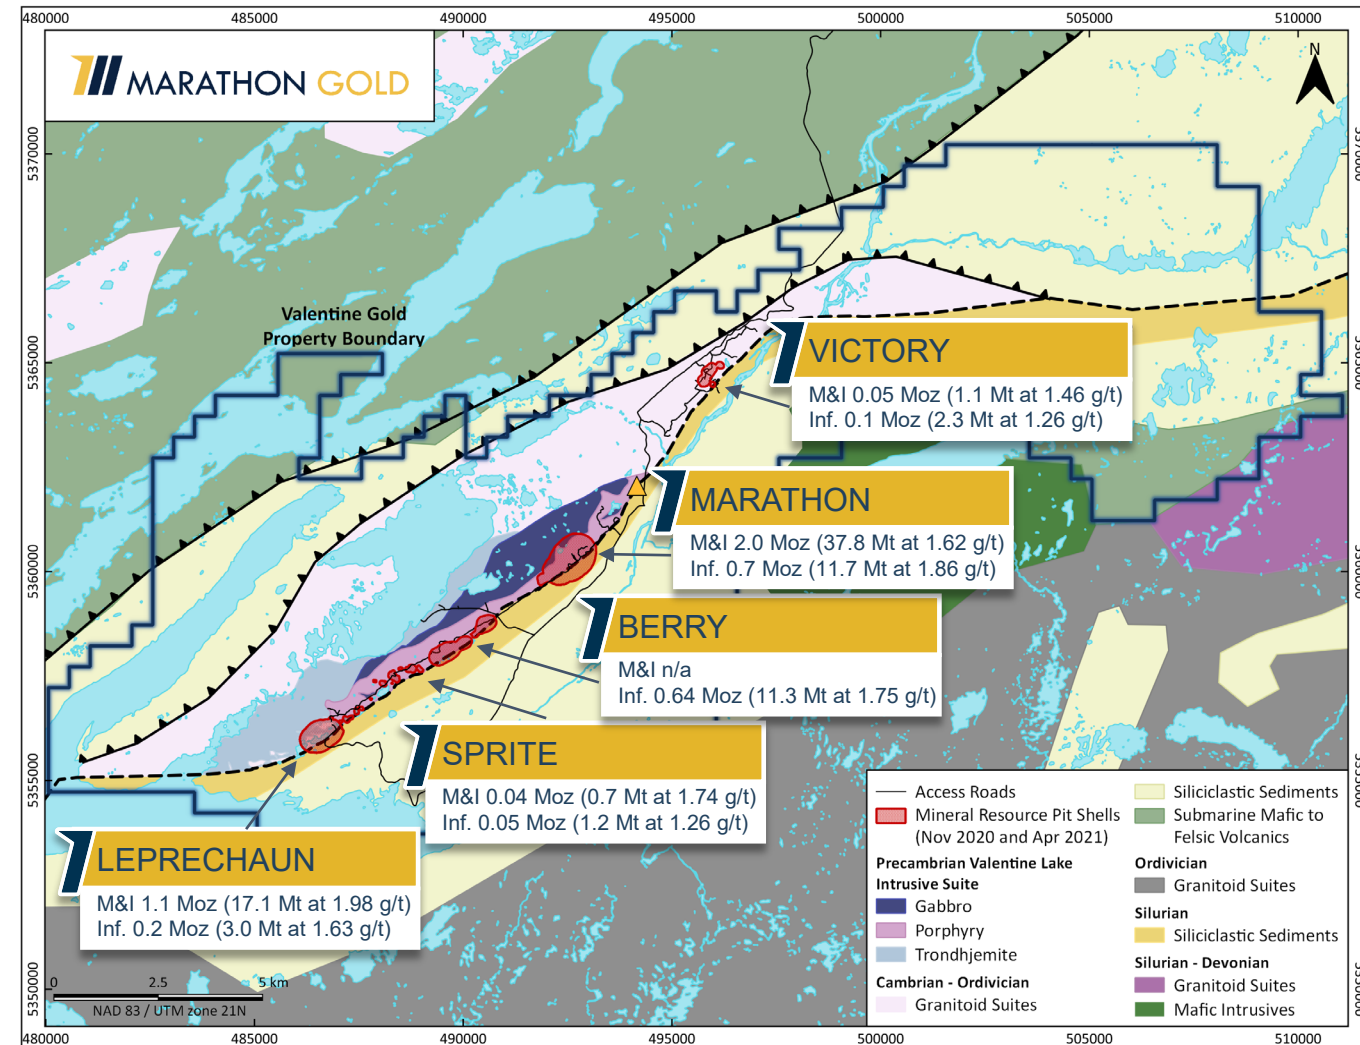 480000 485000 490000 495000 500000 505000 510000
MARATHON GOLD
N
5370000
5370000
Valentine Gold
Property Boundary
5365000
5365000
VICTORY
M&I 0.05 Moz (1.1 Mt at 1.46 g/t)
Inf. 0.1 Moz (2.3 Mt at 1.26 g/t)
MARATHON
M&I 2.0 Moz (37.8 Mt at 1.62 g/t)
Inf. 0.7 Moz (11.7 Mt at 1.86 g/t)
5360000
5360000
BERRY
M&I n/a
Inf. 0.64 Moz (11.3 Mt at 1.75 g/t)
SPRITE
M&I 0.04 Moz (0.7 Mt at 1.74 g/t)
Inf. 0.05 Moz (1.2 Mt at 1.26 g/t)
5355000
5355000
LEPRECHAUN
M&I 1.1 Moz (17.1 Mt at 1.98 g/t)
Inf. 0.2 Moz (3.0 Mt at 1.63 g/t)
Access Roads
Mineral Resource Pit Shells
(Nov 2020 and Apr 2021)
Precambrian Valentine Lake
Intrusive Suite
Gabbro
Porphyry
Trondhjemite
Cambrian - Ordovician
Granitoid Suites
Siliciclastic Sediments
Submarine Mafic to
Felsic Volcanics
Ordivician
Granitoid Suites
Silurian
Siliciclastic Sediments
Silurian - Devonian
Granitoid Suites
Mafic Intrusives
5350000
5350000
0 2.5 5 km
NAD 83 / UTM zone 21N
480000 485000 490000 495000 500000 505000 510000